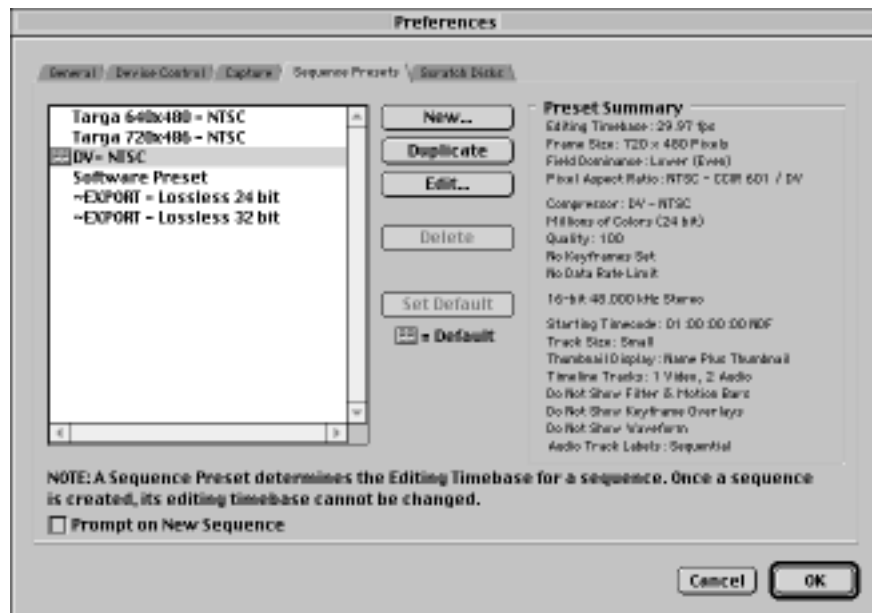 Preferences
General
Device Control
Capture
Sequence Presets
Scratch Disks
Targa 640x480 - NTSC
Targa 720x486 - NTSC
DV- NTSC
Software Preset
~EXPORT - Lossless 24 bit
~EXPORT - Lossless 32 bit
New...
Duplicate
Edit...
Delete
Set Default
= Default
Preset Summary
Editing Timebase: 29.97 fps
Frame Size: 720 x 480 Pixels
Field Dominance: Lower (Even)
Pixel Aspect Ratio: NTSC - CCIR 601 / DV
Compressor: DV - NTSC
Millions of Colors (24 bit)
Quality: 100
No Keyframes Set
No Data Rate Limit
16-bit 48.000 kHz Stereo
Starting Timecode: 01:00:00:00 NDF
Track Size: Small
Thumbnail Display: Name Plus Thumbnail
Timeline Tracks: 1 Video, 2 Audio
Do Not Show Filter & Motion Bars
Do Not Show Keyframe Overlays
Do Not Show Waveform
Audio Track Labels: Sequential
NOTE: A Sequence Preset determines the Editing Timebase for a sequence. Once a sequence
is created, its editing timebase cannot be changed.
Prompt on New Sequence
Cancel
OK